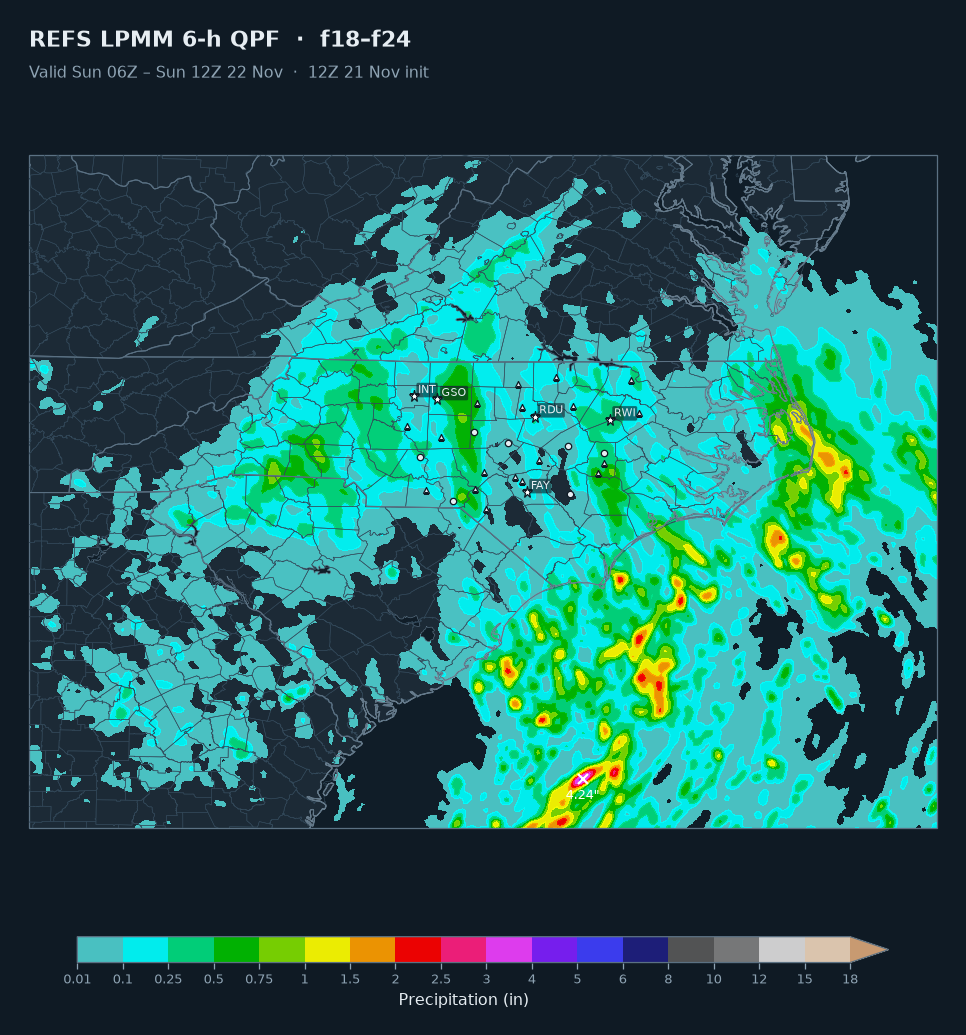 REFS LPMM 6-h QPF · f18–f24
Valid Sun 06Z – Sun 12Z 22 Nov · 12Z 21 Nov init
INT
GSO
RDU
RWI
FAY
4.24"
0.01 0.1 0.25 0.5 0.75 1 1.5 2 2.5 3 4 5 6 8 10 12 15 18
Precipitation (in)